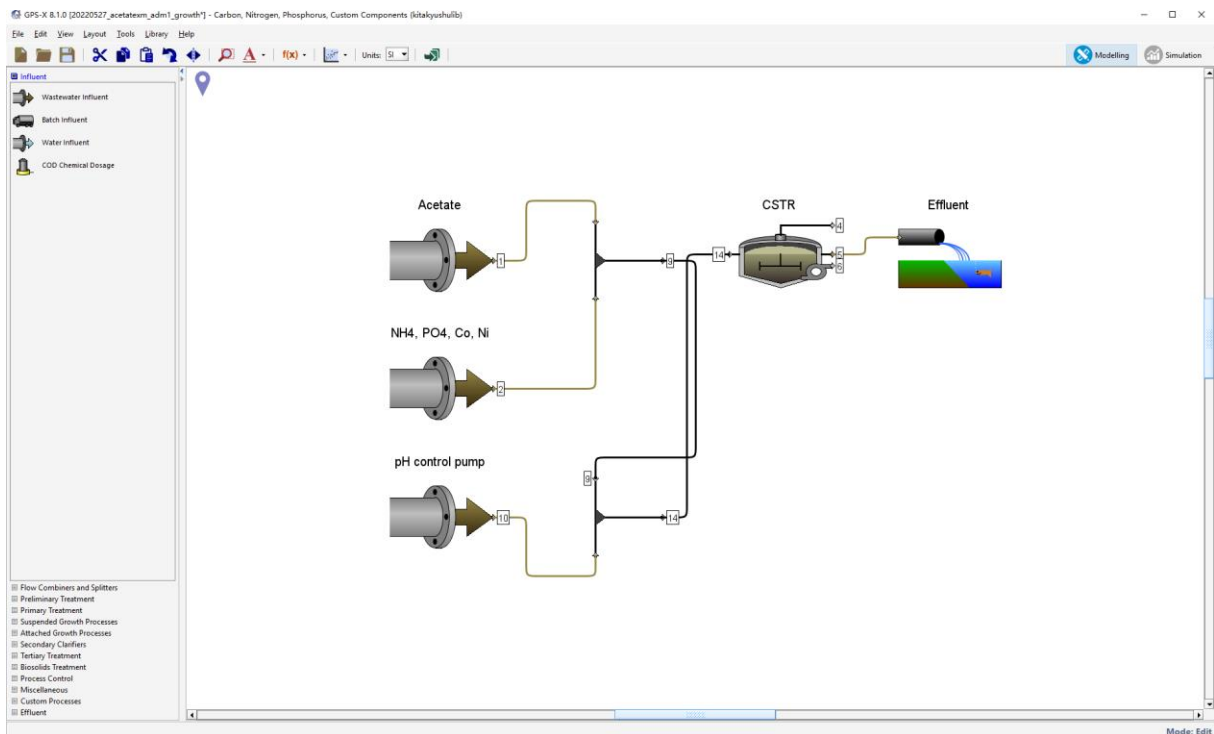 GPS-X 8.1.0 [20220527_acetatexm_adm1_growth*] - Carbon, Nitrogen, Phosphorus, Custom Components (kitakyushulib)
File Edit View Layout Tools Library Help
A f(x) Units: SI Modelling Simulation
Influent
Wastewater Influent
Batch Influent
Water Influent
COD Chemical Dosage
Acetate CSTR Effluent
4
1 9 14 5
6
NH4, PO4, Co, Ni
2
pH control pump
9
10 14
Flow Combiners and Splitters
Preliminary Treatment
Primary Treatment
Suspended Growth Processes
Attached Growth Processes
Secondary Clarifiers
Tertiary Treatment
Biosolids Treatment
Process Control
Miscellaneous
Custom Processes
Effluent
Mode: Edit